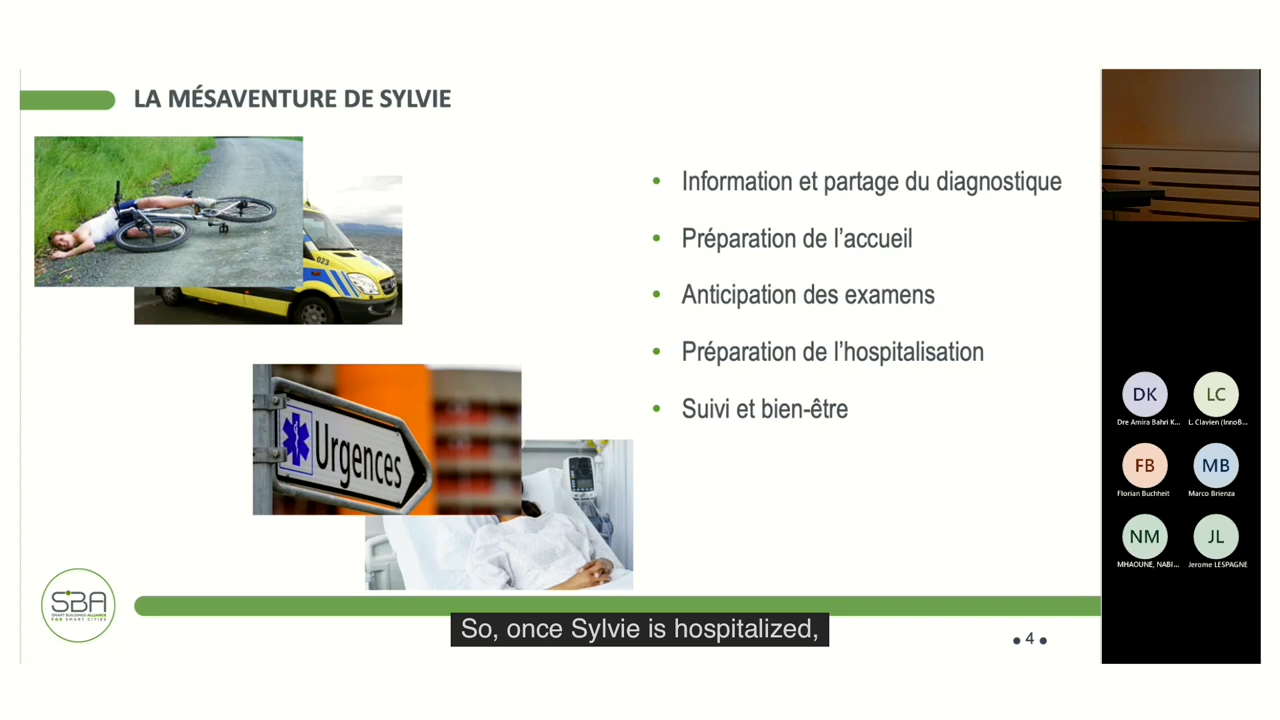 LA MÉSAVENTURE DE SYLVIE
023
Urgences
• Information et partage du diagnostique
• Préparation de l'accueil
• Anticipation des examens
• Préparation de l'hospitalisation
• Suivi et bien-être
SBA
SMART BUILDINGS ALLIANCE
FOR SMART CITIES
So, once Sylvie is hospitalized,
• 4 •
DK
LC
Dre Amira Bahri K...
L. Clavien (InnoB...
FB
MB
Florian Buchheit
Marco Brienza
NM
JL
MHAOUNE, NABI...
Jerome LESPAGNE